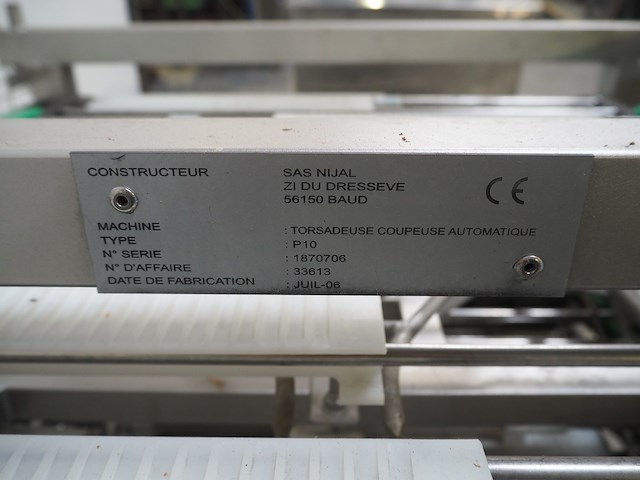 CONSTRUCTEUR SAS NIJAL
ZI DU DRESSEVE
56150 BAUD
CE
MACHINE : TORSADEUSE COUPEUSE AUTOMATIQUE
TYPE : P10
N° SERIE : 1870706
N° D'AFFAIRE : 33613
DATE DE FABRICATION : JUIL-06